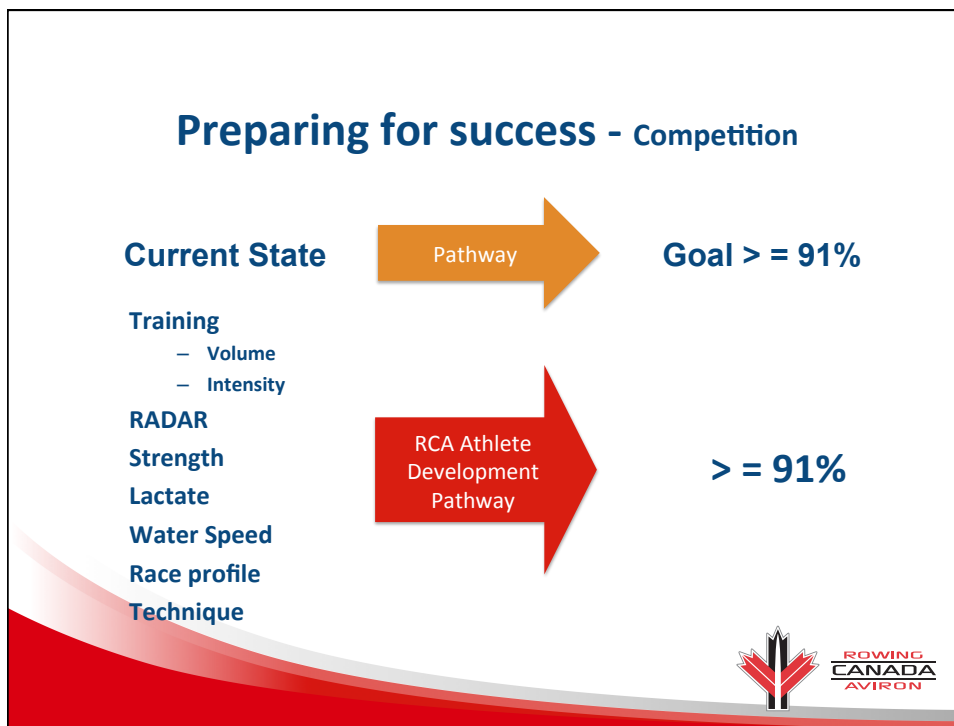 Preparing for success - Competition
Current State
Pathway
Goal > = 91%
Training
– Volume
– Intensity
RADAR
Strength
Lactate
Water Speed
Race profile
Technique
RCA Athlete
Development
Pathway
> = 91%
ROWING
CANADA
AVIRON